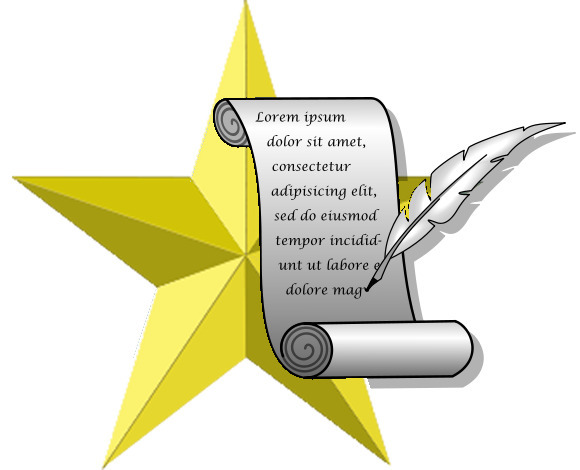 Lorem ipsum
dolor sit amet,
consectetur
adipisicing elit,
sed do eiusmod
tempor incidid-
unt ut labore e
dolore mag